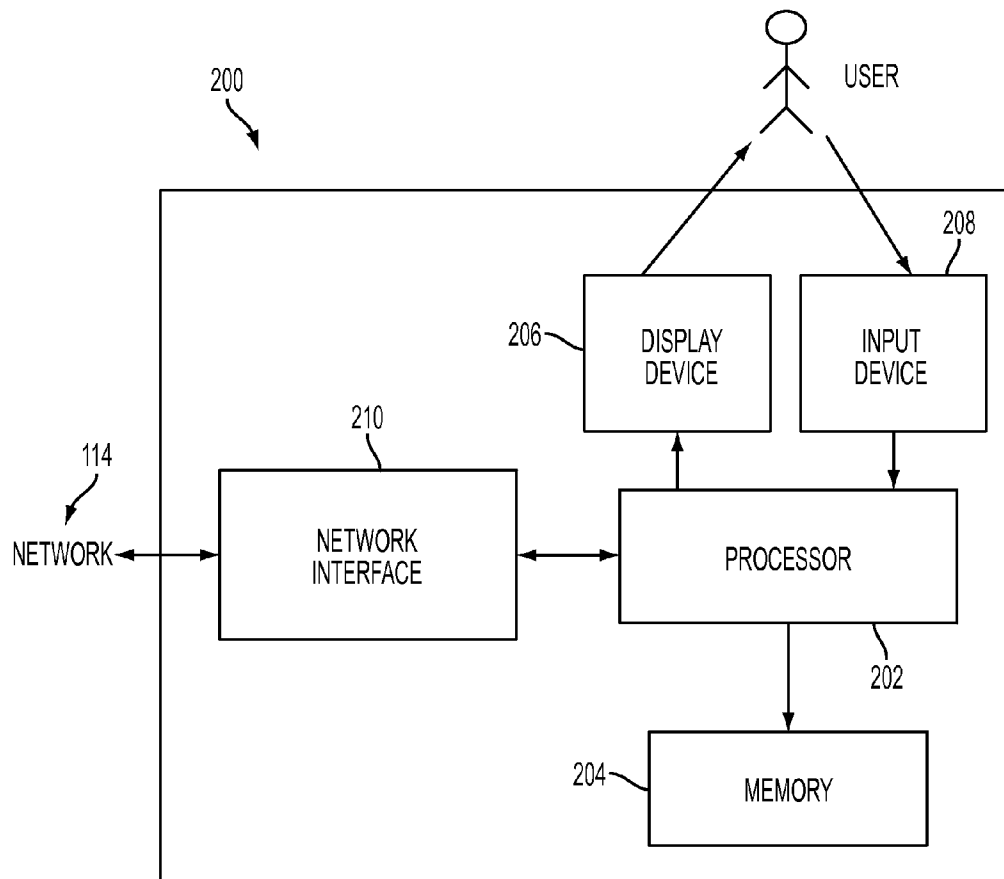 USER
200
208
206
DISPLAY
DEVICE
INPUT
DEVICE
210
114
NETWORK
NETWORK
INTERFACE
PROCESSOR
202
204
MEMORY